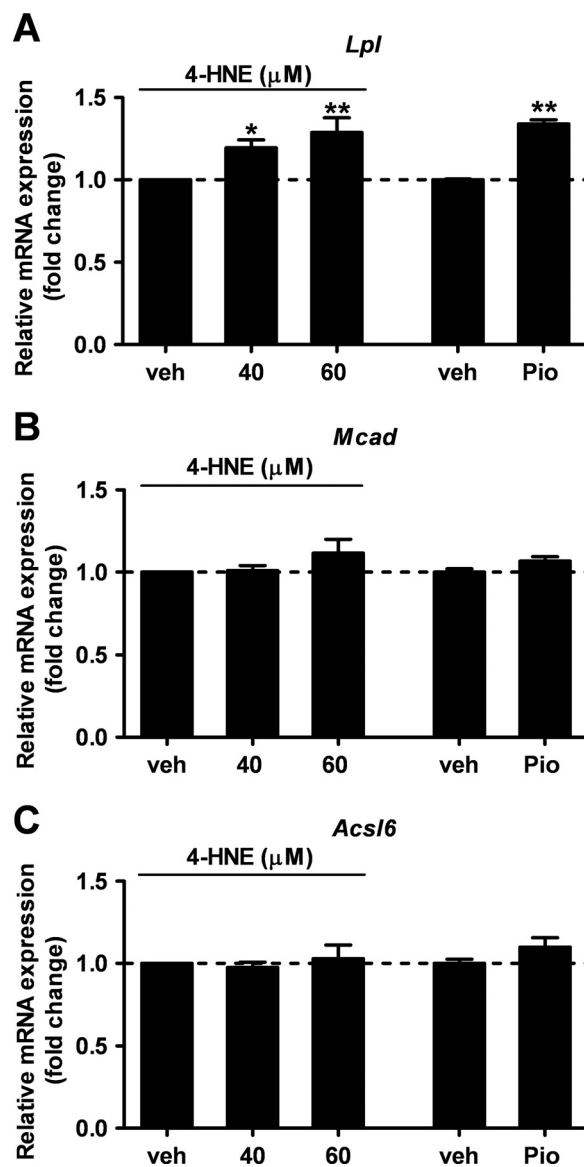 A
Lpl
4-HNE (μM)
Relative mRNA expression
(fold change)
1.5
1.0
0.5
0.0
*
**
**
veh
40
60
veh
Pio
B
Mcad
4-HNE (μM)
Relative mRNA expression
(fold change)
1.5
1.0
0.5
0.0
veh
40
60
veh
Pio
C
Acsl6
4-HNE (μM)
Relative mRNA expression
(fold change)
1.5
1.0
0.5
0.0
veh
40
60
veh
Pio